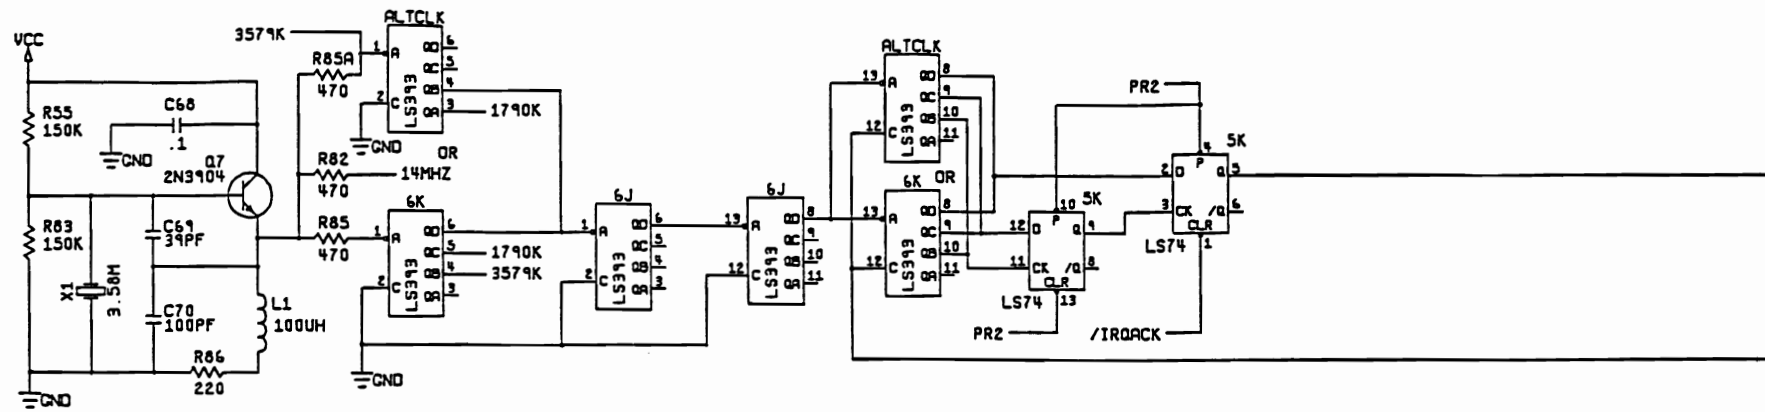 VCC
R55
150K
R83
150K
GND
X1
3.58M
C68
.1
GND
Q7
2N3904
C69
39PF
C70
100PF
L1
100UH
R86
220
3579K
R85A
470
R82
470
14MHZ
R85
470
ALTCLK
1 A QD 6
QC 5
QB 4
2 C QA 3
LS393
1790K
GND
OR
6K
1 A QD 6
QC 5
1790K
2 C QB 4
3579K
QA 3
LS393
GND
6J
1 A QD 6
QC 5
QB 4
2 C QA 3
LS393
6J
13 A QD 8
QC 9
QB 10
12 C QA 11
LS393
ALTCLK
13 A QD 8
QC 9
QB 10
12 C QA 11
LS393
OR
6K
13 A QD 8
QC 9
QB 10
12 C QA 11
LS393
5K
10
P
12 D Q 9
11 CK /Q 8
CLR
13
LS74
PR2
PR2
5K
4
P
2 D Q 5
3 CK /Q 6
CLR
1
LS74
/IRQACK